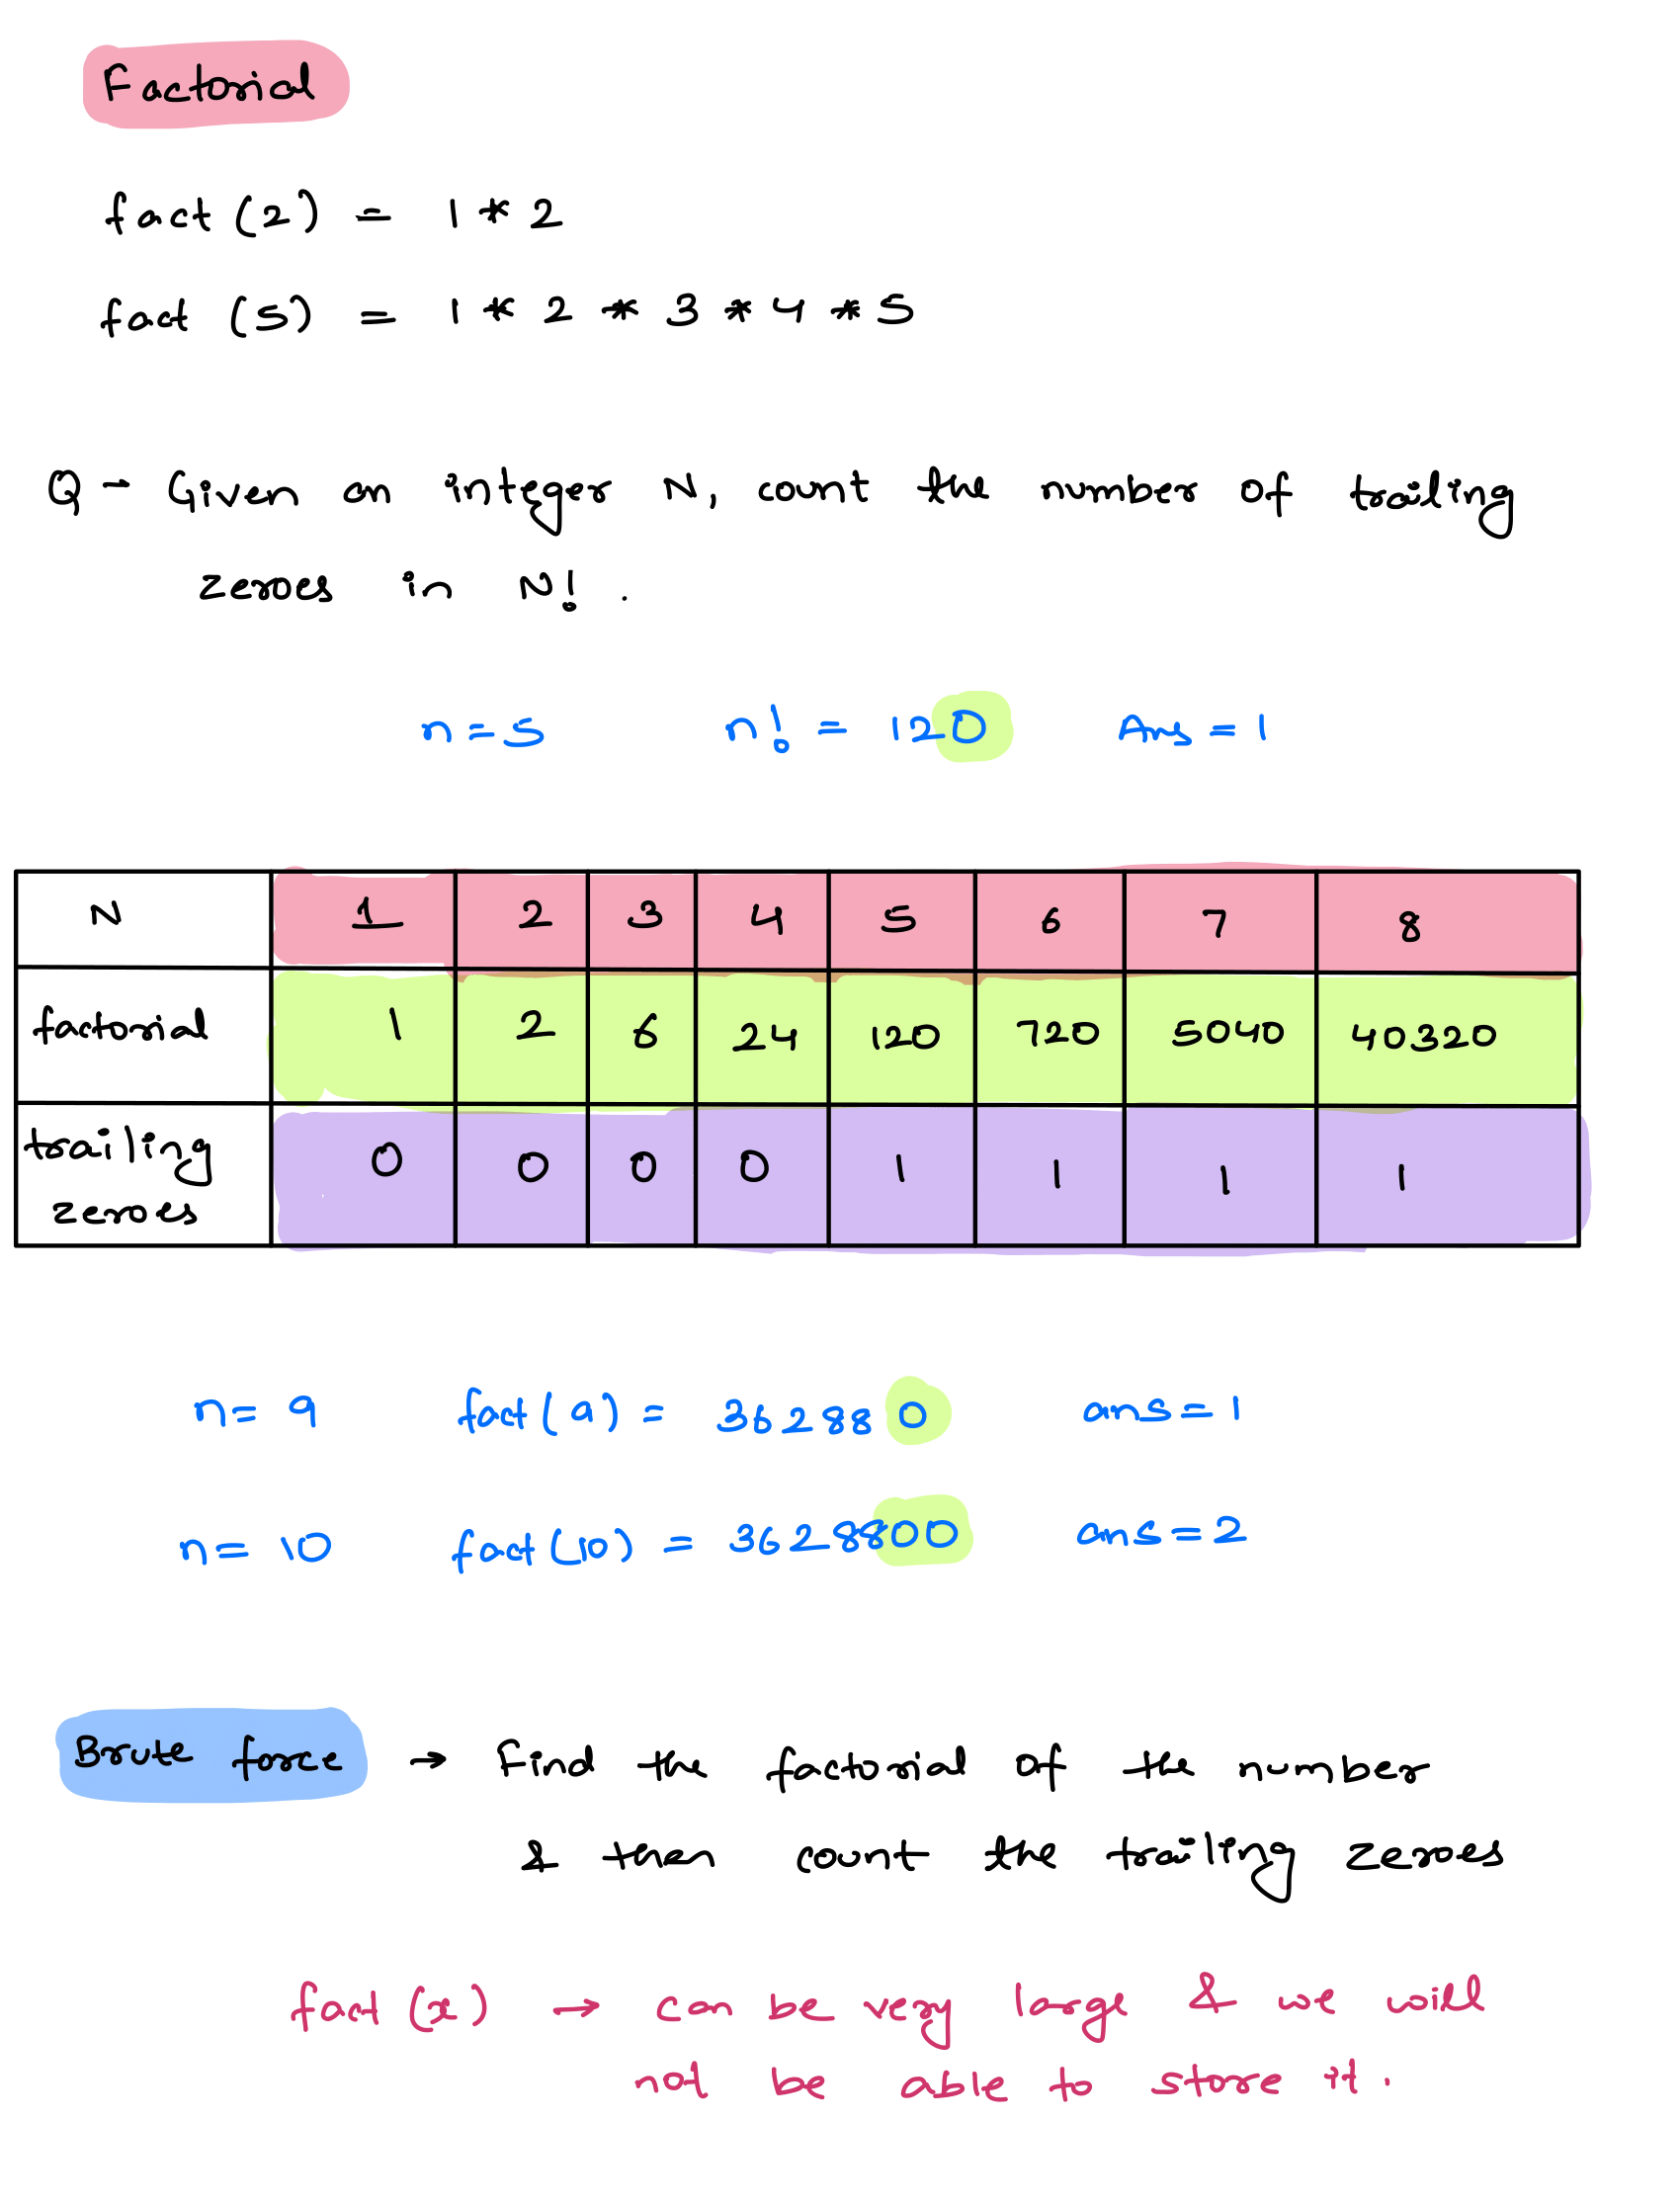 Factorial
fact (2) = 1 * 2
fact (5) = 1 * 2 * 3 * 4 * 5
Q - Given an integer N, count the number of trailing
zeroes in N! .
n = 5 n! = 120 Ans = 1
N 1 2 3 4 5 6 7 8
factorial 1 2 6 24 120 720 5040 40320
trailing
zeroes 0 0 0 0 1 1 1 1
n = 9 fact(9) = 362880 ans = 1
n = 10 fact(10) = 3628800 ans = 2
Brute force → Find the factorial of the number
& then count the trailing zeroes
fact (x) → can be very large & we will
not be able to store it.